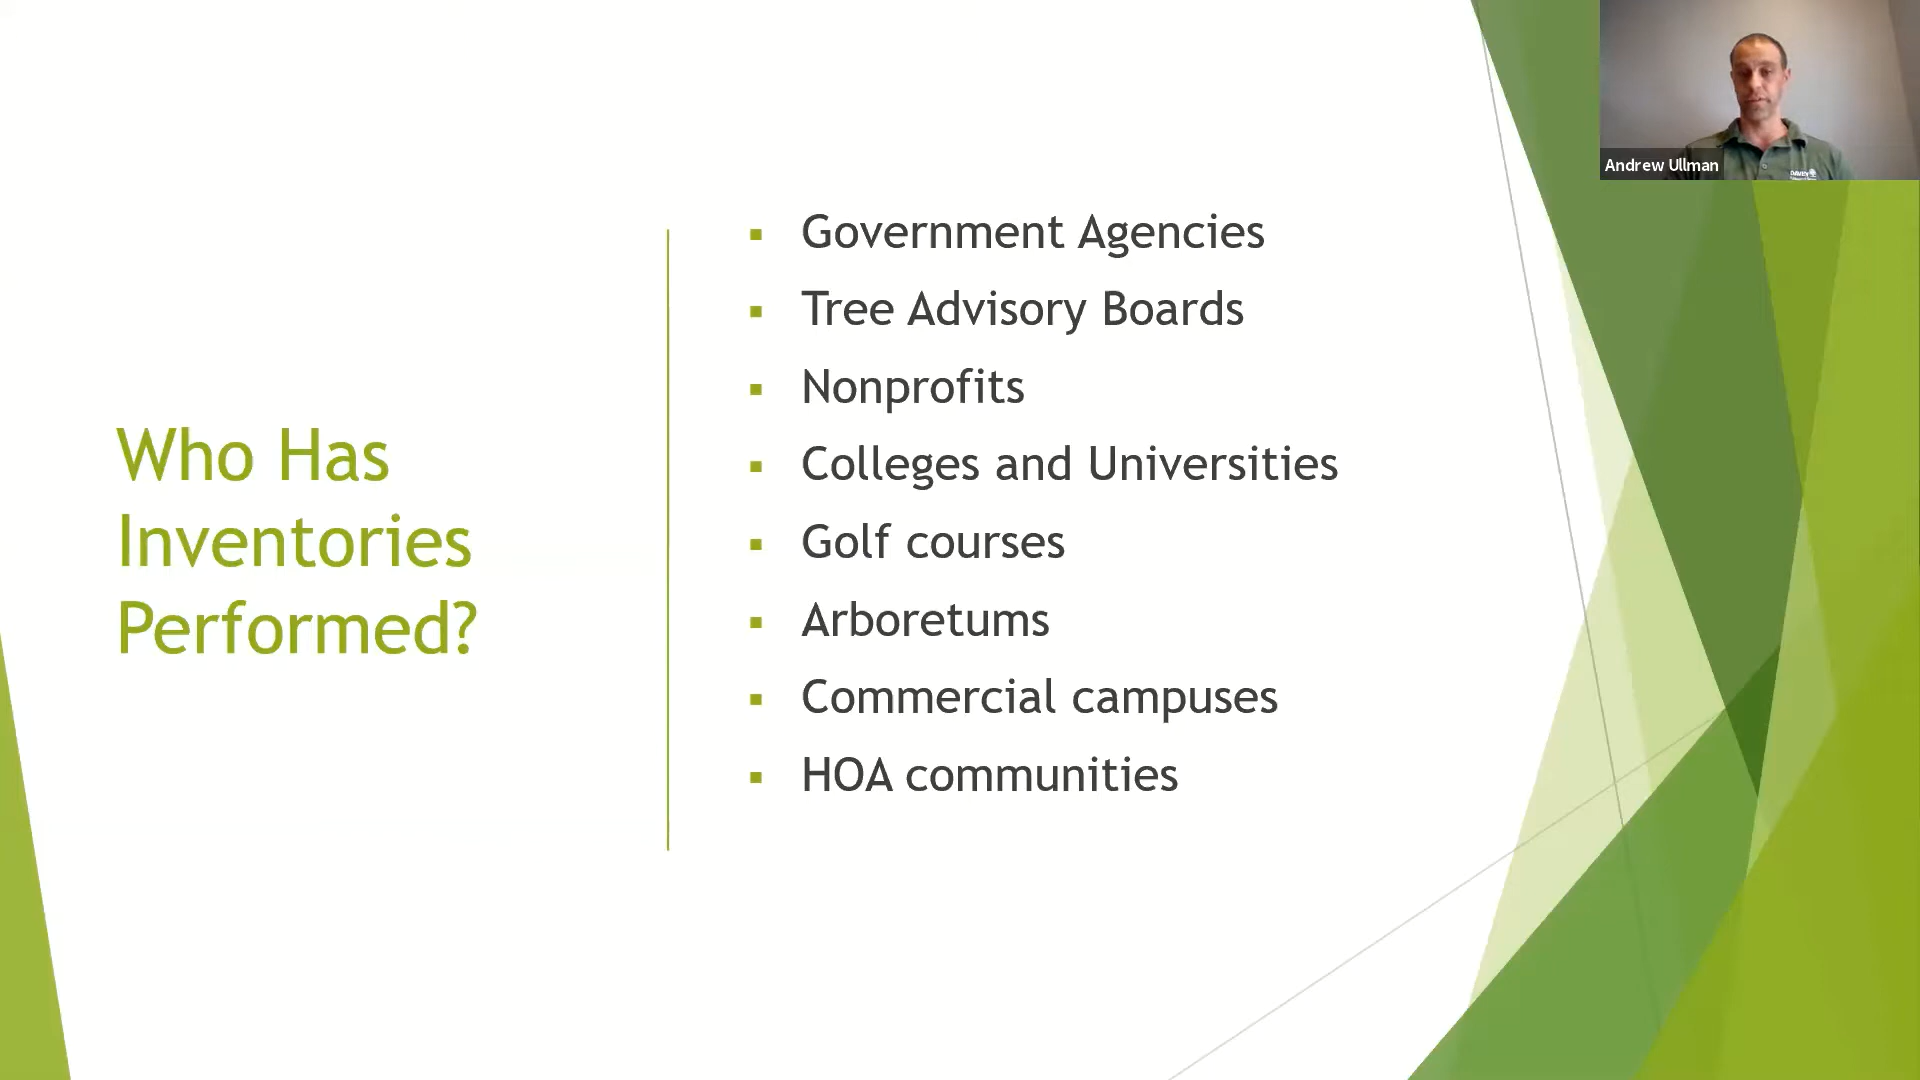 Who Has
Inventories
Performed?
Government Agencies
Tree Advisory Boards
Nonprofits
Colleges and Universities
Golf courses
Arboretums
Commercial campuses
HOA communities
Andrew Ullman
DAVEY